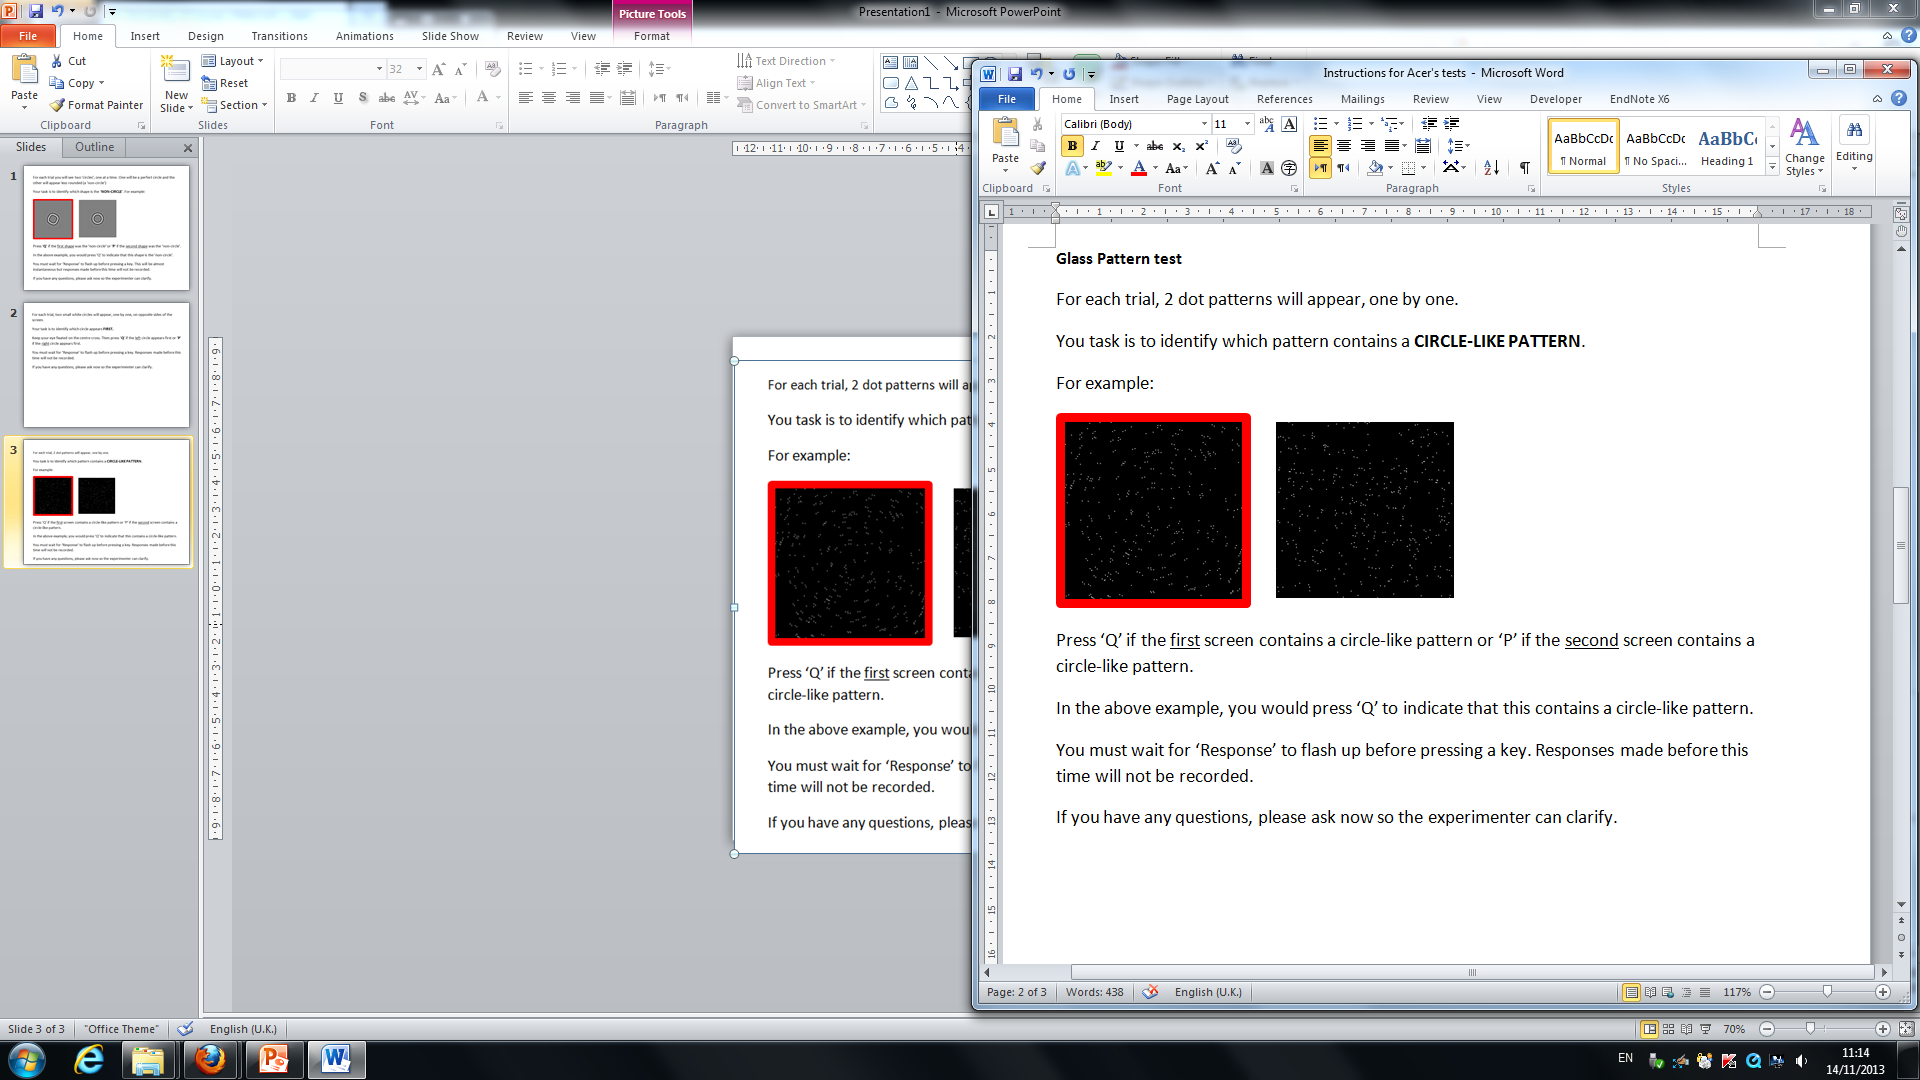 Presentation1 - Microsoft PowerPoint
Picture Tools
File Home Insert Design Transitions Animations Slide Show Review View Format
Paste
Cut
Copy
Format Painter
Clipboard
New Slide
Layout
Reset
Section
Slides
32
B I U S abc AV Aa A
Font
Text Direction
Align Text
Convert to SmartArt
Paragraph
Slides Outline
1
2
3
For each trial, 2 dot patterns will
You task is to identify which
For example:
Press ‘Q’ if the first screen
circle-like pattern.
In the above example, you
You must wait for ‘Response’ to
time will not be recorded.
If you have any questions,
Instructions for Acer's tests - Microsoft Word
File Home Insert Page Layout References Mailings Review View Developer EndNote X6
Paste
Clipboard
Calibri (Body) 11
B I U abc
Font
Paragraph
AaBbCcDc AaBbCcDc AaBbCc
¶ Normal ¶ No Spaci... Heading 1
Change Styles
Styles
Editing
Glass Pattern test
For each trial, 2 dot patterns will appear, one by one.
You task is to identify which pattern contains a CIRCLE-LIKE PATTERN.
For example:
Press ‘Q’ if the first screen contains a circle-like pattern or ‘P’ if the second screen contains a
circle-like pattern.
In the above example, you would press ‘Q’ to indicate that this contains a circle-like pattern.
You must wait for ‘Response’ to flash up before pressing a key. Responses made before this
time will not be recorded.
If you have any questions, please ask now so the experimenter can clarify.
Page: 2 of 3 Words: 438 English (U.K.) 117%
Slide 3 of 3 "Office Theme" English (U.K.) 70%
EN
11:14
14/11/2013